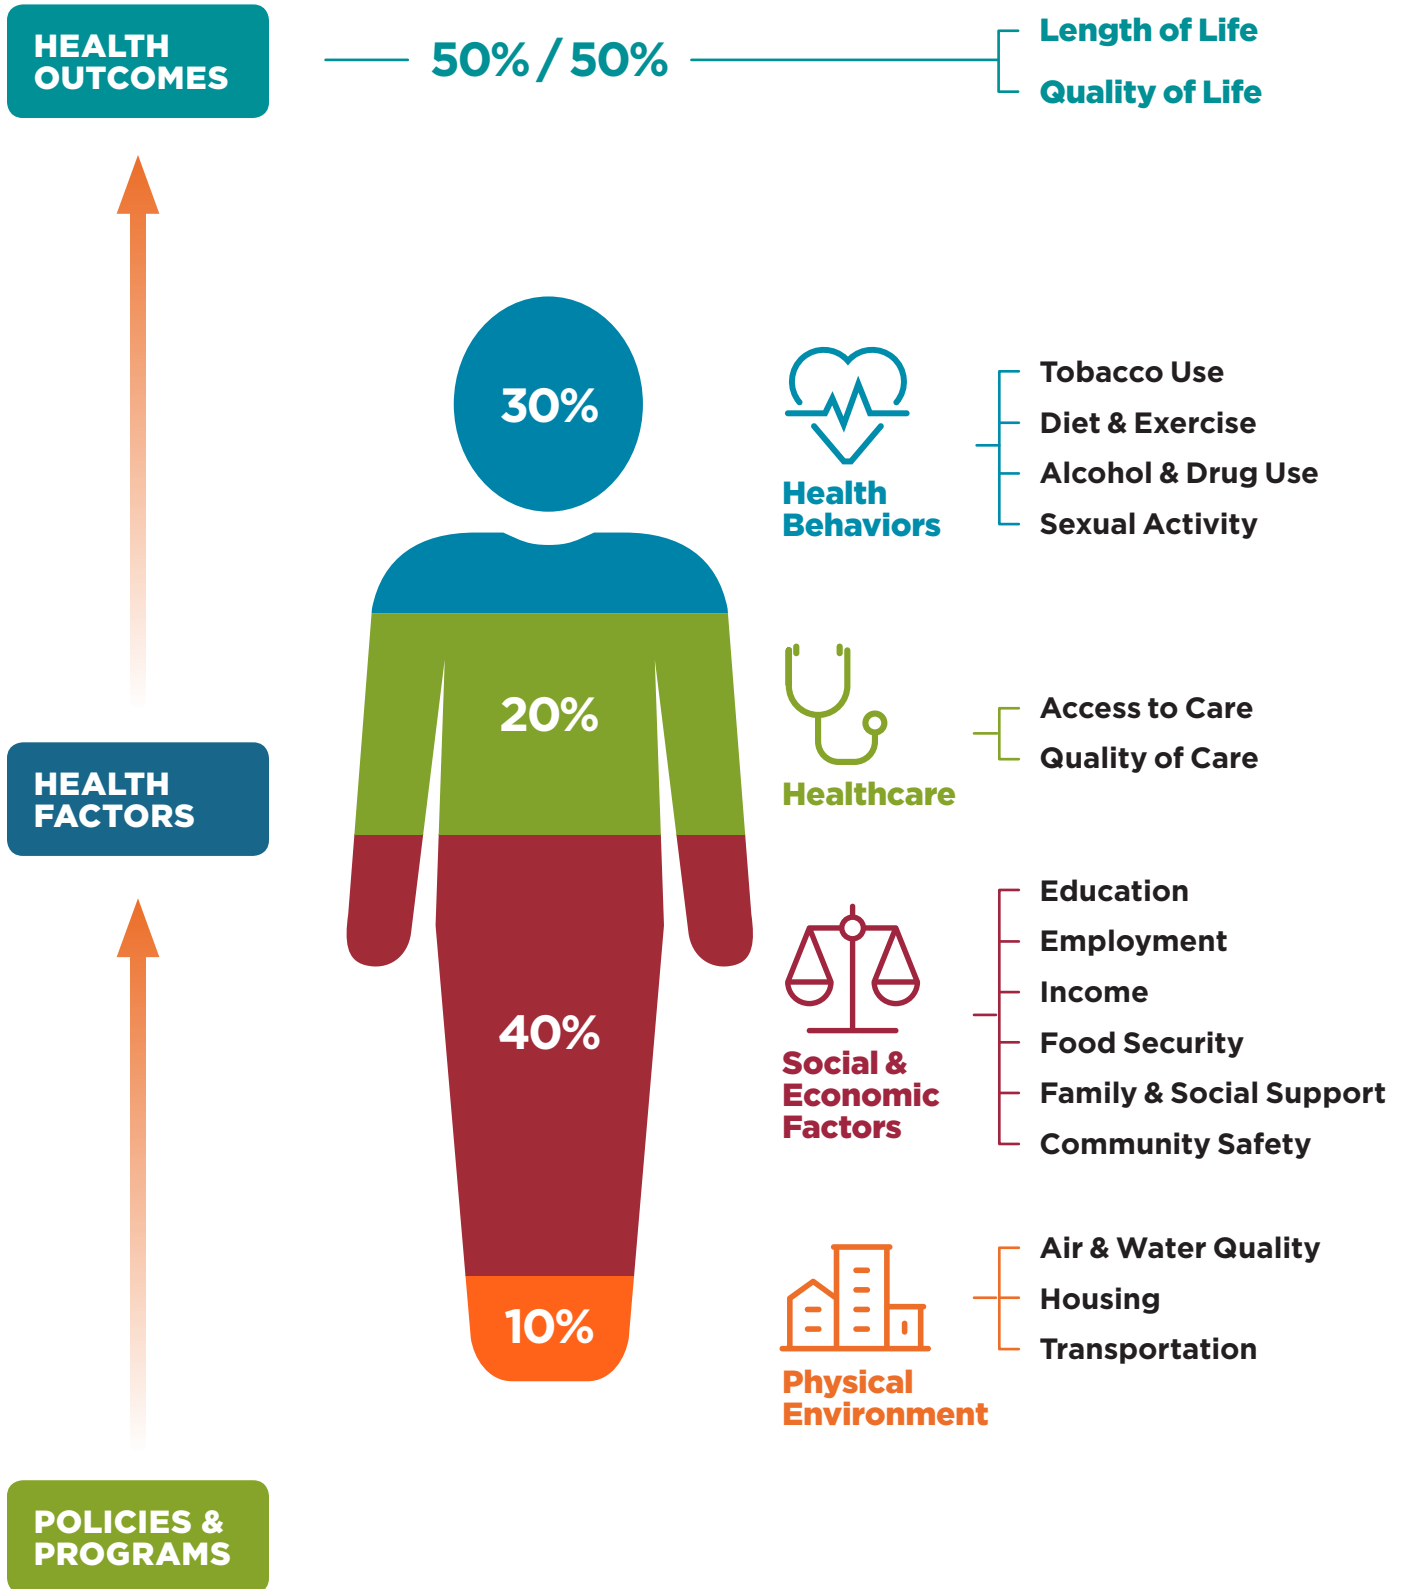 HEALTH
OUTCOMES
50% / 50%
Length of Life
Quality of Life
30%
Health
Behaviors
Tobacco Use
Diet & Exercise
Alcohol & Drug Use
Sexual Activity
20%
Healthcare
Access to Care
Quality of Care
HEALTH
FACTORS
40%
Social &
Economic
Factors
Education
Employment
Income
Food Security
Family & Social Support
Community Safety
10%
Physical
Environment
Air & Water Quality
Housing
Transportation
POLICIES &
PROGRAMS